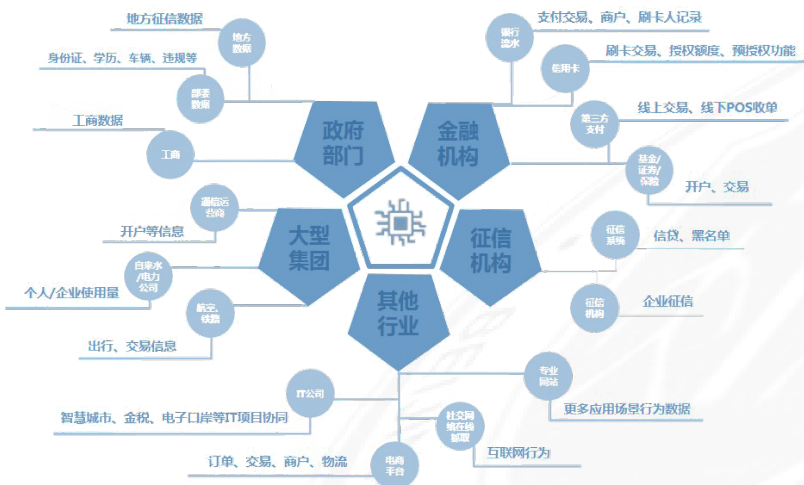 地方征信数据
地方
数据
身份证、学历、车辆、违规等
部委
数据
工商数据
工商
政府
部门
支付交易、商户、刷卡人记录
银行
流水
信用卡
刷卡交易、授权额度、预授权功能
第三方
支付
线上交易、线下POS收单
基金/
证券/
保险
开户、交易
金融
机构
通信运
营商
开户等信息
自来水
/电力
公司
个人/企业使用量
航空、
铁路
出行、交易信息
大型
集团
征信
机构
征信
系统
信贷、黑名单
征信
机构
企业征信
其他
行业
IT公司
智慧城市、金税、电子口岸等IT项目协同
专业
网站
更多应用场景行为数据
社交网
络在线
抓取
互联网行为
电商
平台
订单、交易、商户、物流